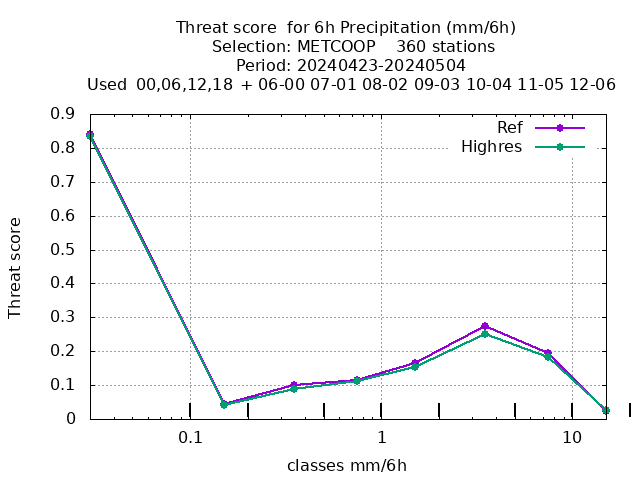 Threat score  for 6h Precipitation (mm/6h)
Selection: METCOOP    360 stations
Period: 20240423-20240504
Used  00,06,12,18  + 06-00 07-01 08-02 09-03 10-04 11-05 12-06
Ref
Highres
0.9
0.8
0.7
0.6
0.5
0.4
0.3
0.2
0.1
0
Threat score
0.1 1 10
classes mm/6h